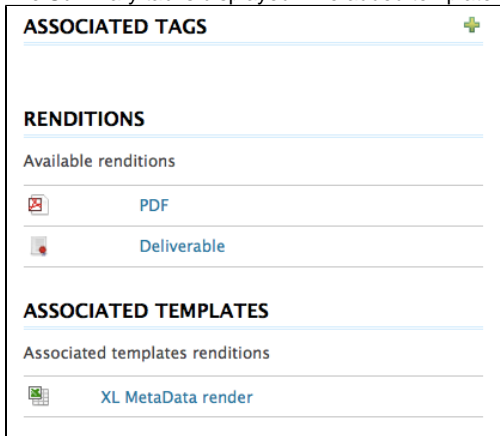 ASSOCIATED TAGS
RENDITIONS
Available renditions
PDF
Deliverable
ASSOCIATED TEMPLATES
Associated templates renditions
XL MetaData render